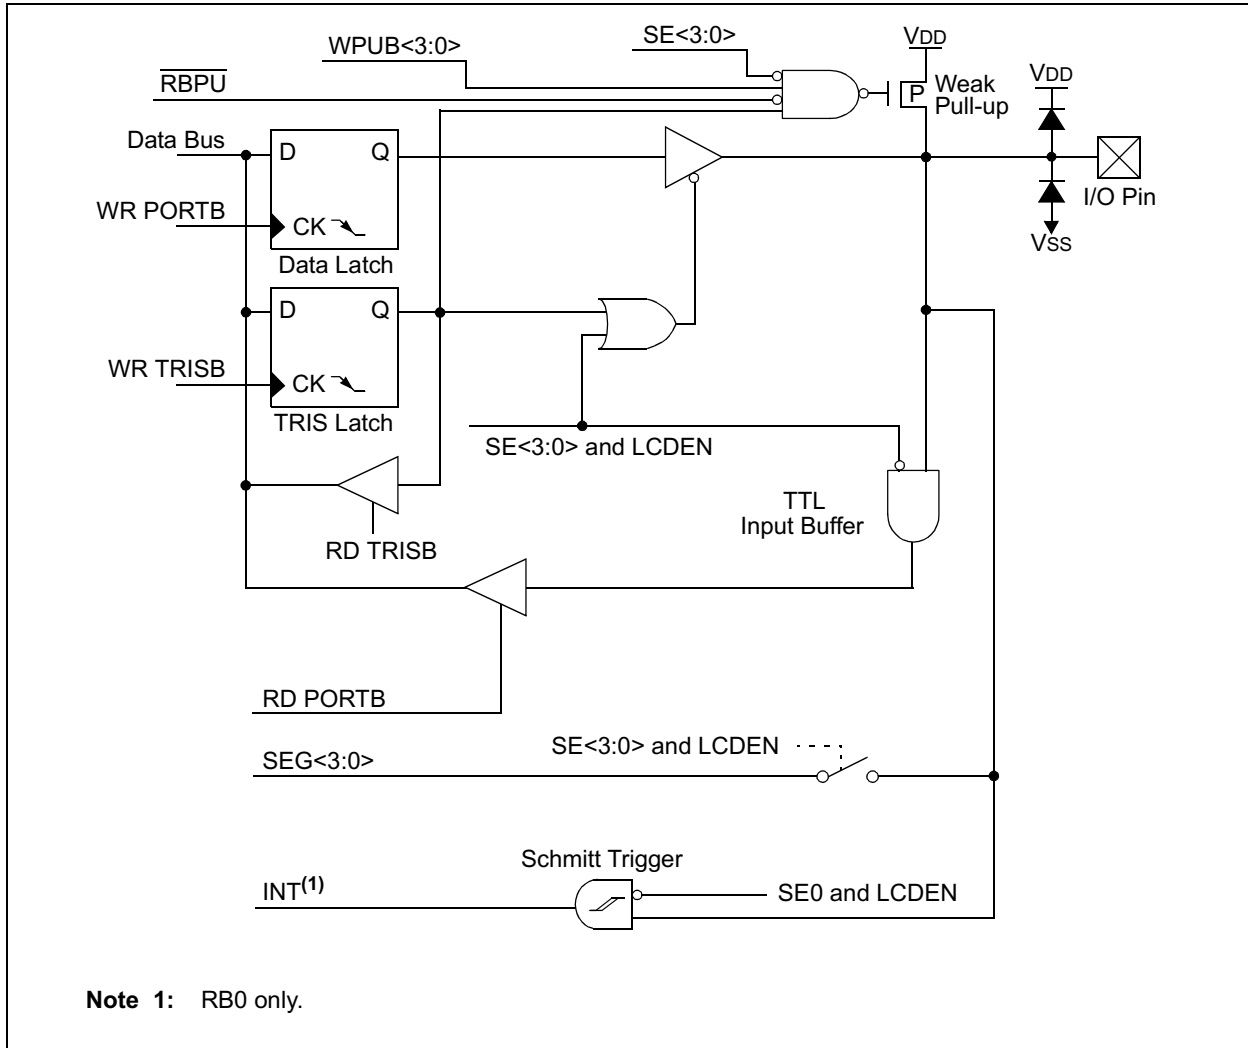 SE<3:0>
VDD
WPUB<3:0>
RBPU
P
Weak
Pull-up
VDD
Data Bus
D
Q
WR PORTB
CK
Data Latch
I/O Pin
VSS
D
Q
WR TRISB
CK
TRIS Latch
SE<3:0> and LCDEN
TTL
Input Buffer
RD TRISB
RD PORTB
SE<3:0> and LCDEN
SEG<3:0>
Schmitt Trigger
INT(1)
SE0 and LCDEN
Note 1: RB0 only.